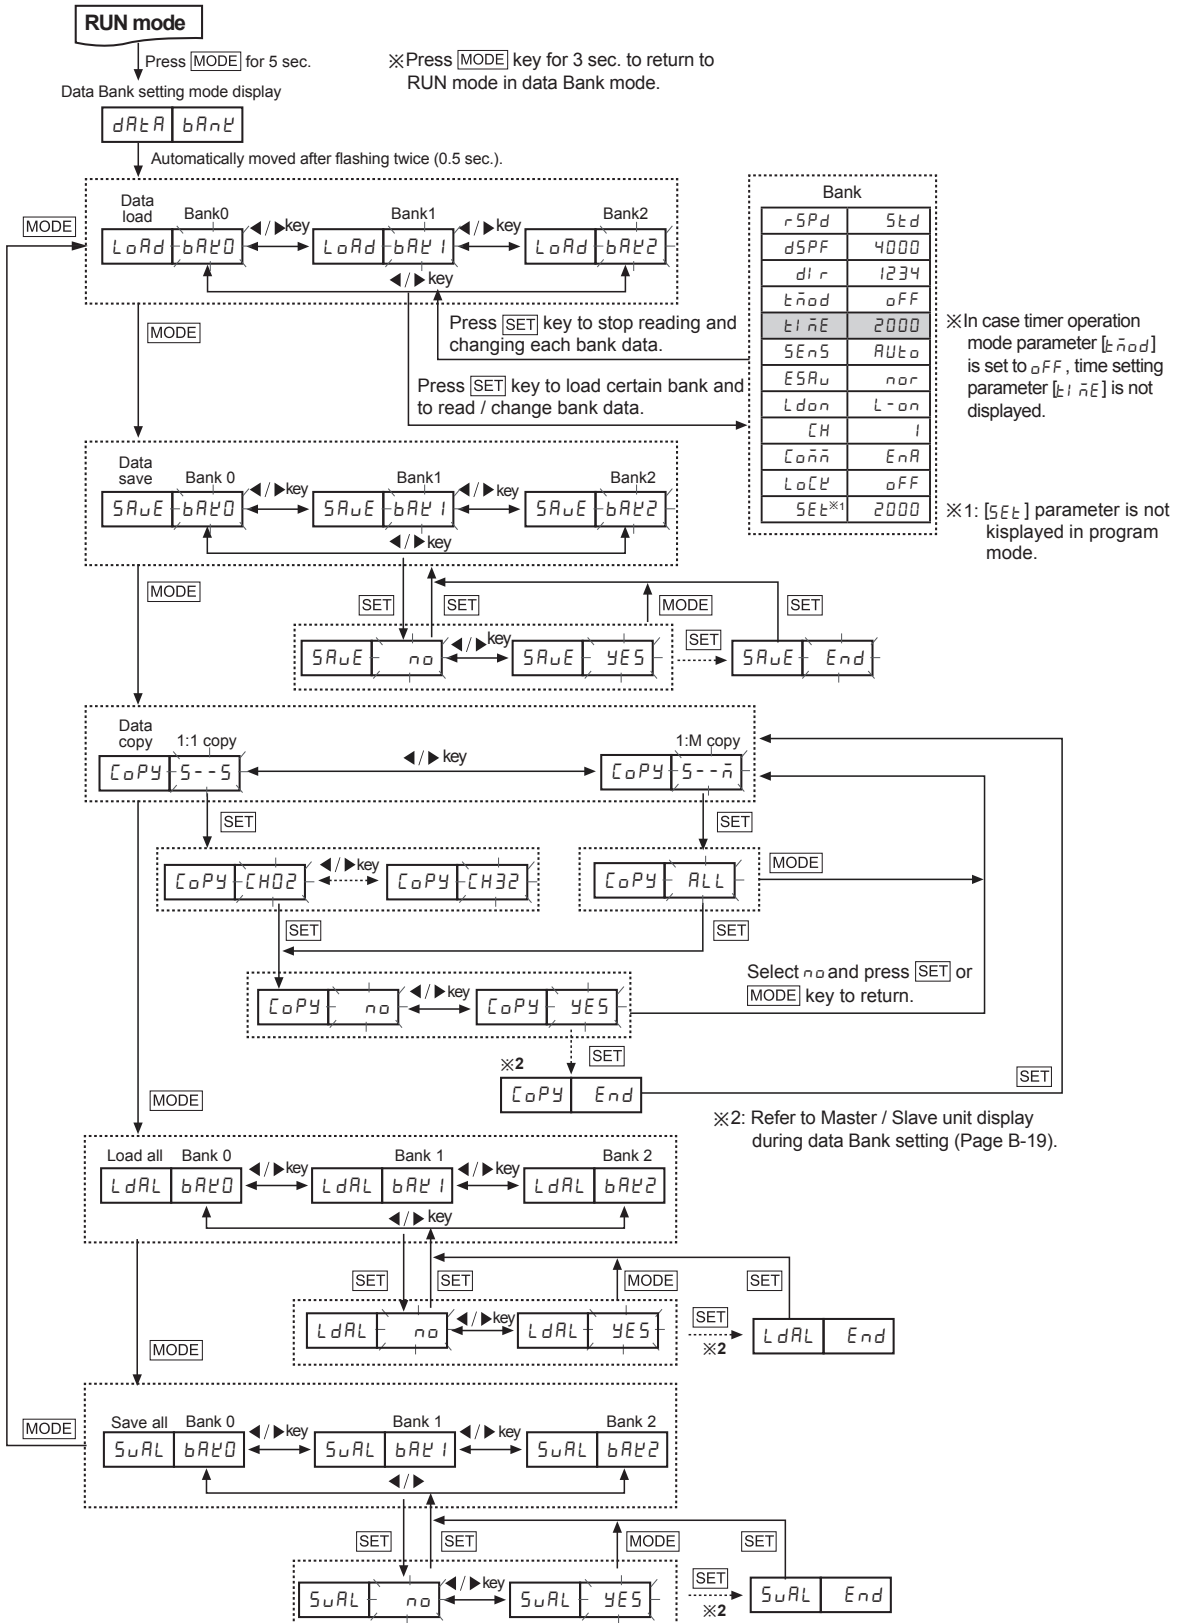 RUN mode
Press MODE for 5 sec.
※Press MODE key for 3 sec. to return to
RUN mode in data Bank mode.
Data Bank setting mode display
dAtA bAnk
Automatically moved after flashing twice (0.5 sec.).
MODE
Data
load
Bank0
◀/▶key
Bank1
◀/▶key
Bank2
LoAd bAk0
LoAd bAk1
LoAd bAk2
◀/▶key
Bank
rSPd Std
dSPF 4000
dIr 1234
tmod oFF
tImE 2000
SEnS AUto
ESAv nor
Ldon L-on
CH 1
Comm EnA
LoCk oFF
SEt※1 2000
※In case timer operation
mode parameter [tmod]
is set to oFF, time setting
parameter [tImE] is not
displayed.
※1: [SEt] parameter is not
kisplayed in program
mode.
MODE
Press SET key to stop reading and
changing each bank data.
Press SET key to load certain bank and
to read / change bank data.
Data
save
Bank 0
◀/▶key
Bank1
◀/▶key
Bank2
SAvE bAk0
SAvE bAk1
SAvE bAk2
◀/▶key
MODE
SET
SET
MODE
SET
SAvE no
◀/▶key
SAvE YES
SET
SAvE End
Data
copy
1:1 copy
◀/▶key
1:M copy
CoPY S--S
CoPY S--m
SET
SET
CoPY CH02
◀/▶key
CoPY CH32
CoPY ALL
MODE
SET
SET
CoPY no
◀/▶key
CoPY YES
Select no and press SET or
MODE key to return.
SET
※2
CoPY End
SET
※2: Refer to Master / Slave unit display
during data Bank setting (Page B-19).
MODE
Load all
Bank 0
◀/▶key
Bank 1
◀/▶key
Bank 2
LdAL bAk0
LdAL bAk1
LdAL bAk2
◀/▶key
SET
SET
MODE
SET
LdAL no
◀/▶key
LdAL YES
SET
※2
LdAL End
MODE
MODE
Save all
Bank 0
◀/▶key
Bank 1
◀/▶key
Bank 2
SvAL bAk0
SvAL bAk1
SvAL bAk2
◀/▶
SET
SET
MODE
SET
SvAL no
◀/▶key
SvAL YES
SET
※2
SvAL End